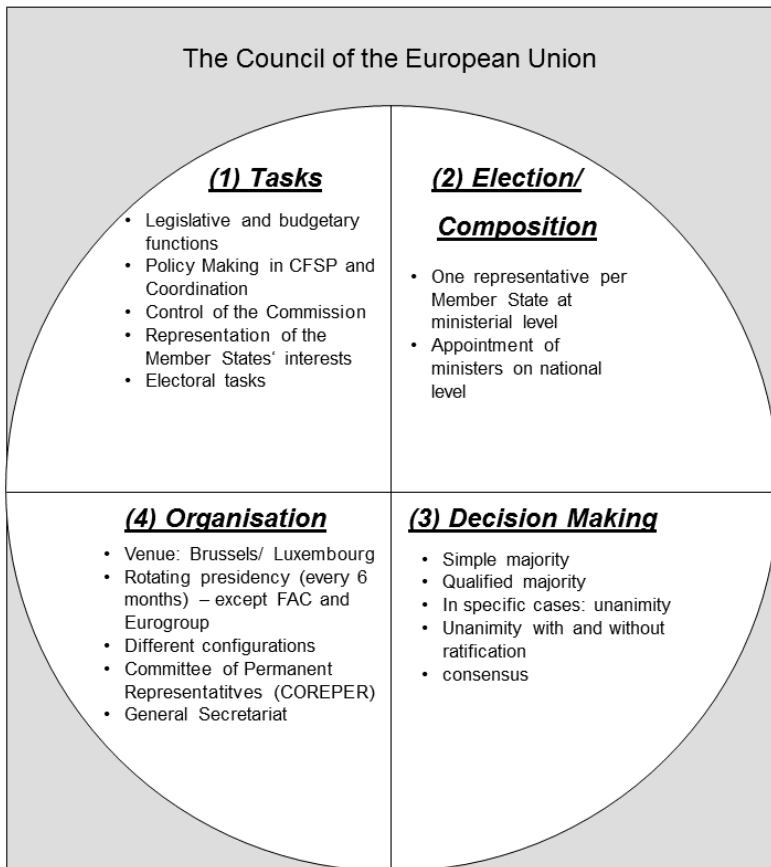 The Council of the European Union
(1) Tasks
• Legislative and budgetary
functions
• Policy Making in CFSP and
Coordination
• Control of the Commission
• Representation of the
Member States‘ interests
• Electoral tasks
(2) Election/
Composition
• One representative per
Member State at
ministerial level
• Appointment of
ministers on national
level
(4) Organisation
• Venue: Brussels/ Luxembourg
• Rotating presidency (every 6
months) – except FAC and
Eurogroup
• Different configurations
• Committee of Permanent
Representatitves (COREPER)
• General Secretariat
(3) Decision Making
• Simple majority
• Qualified majority
• In specific cases: unanimity
• Unanimity with and without
ratification
• consensus